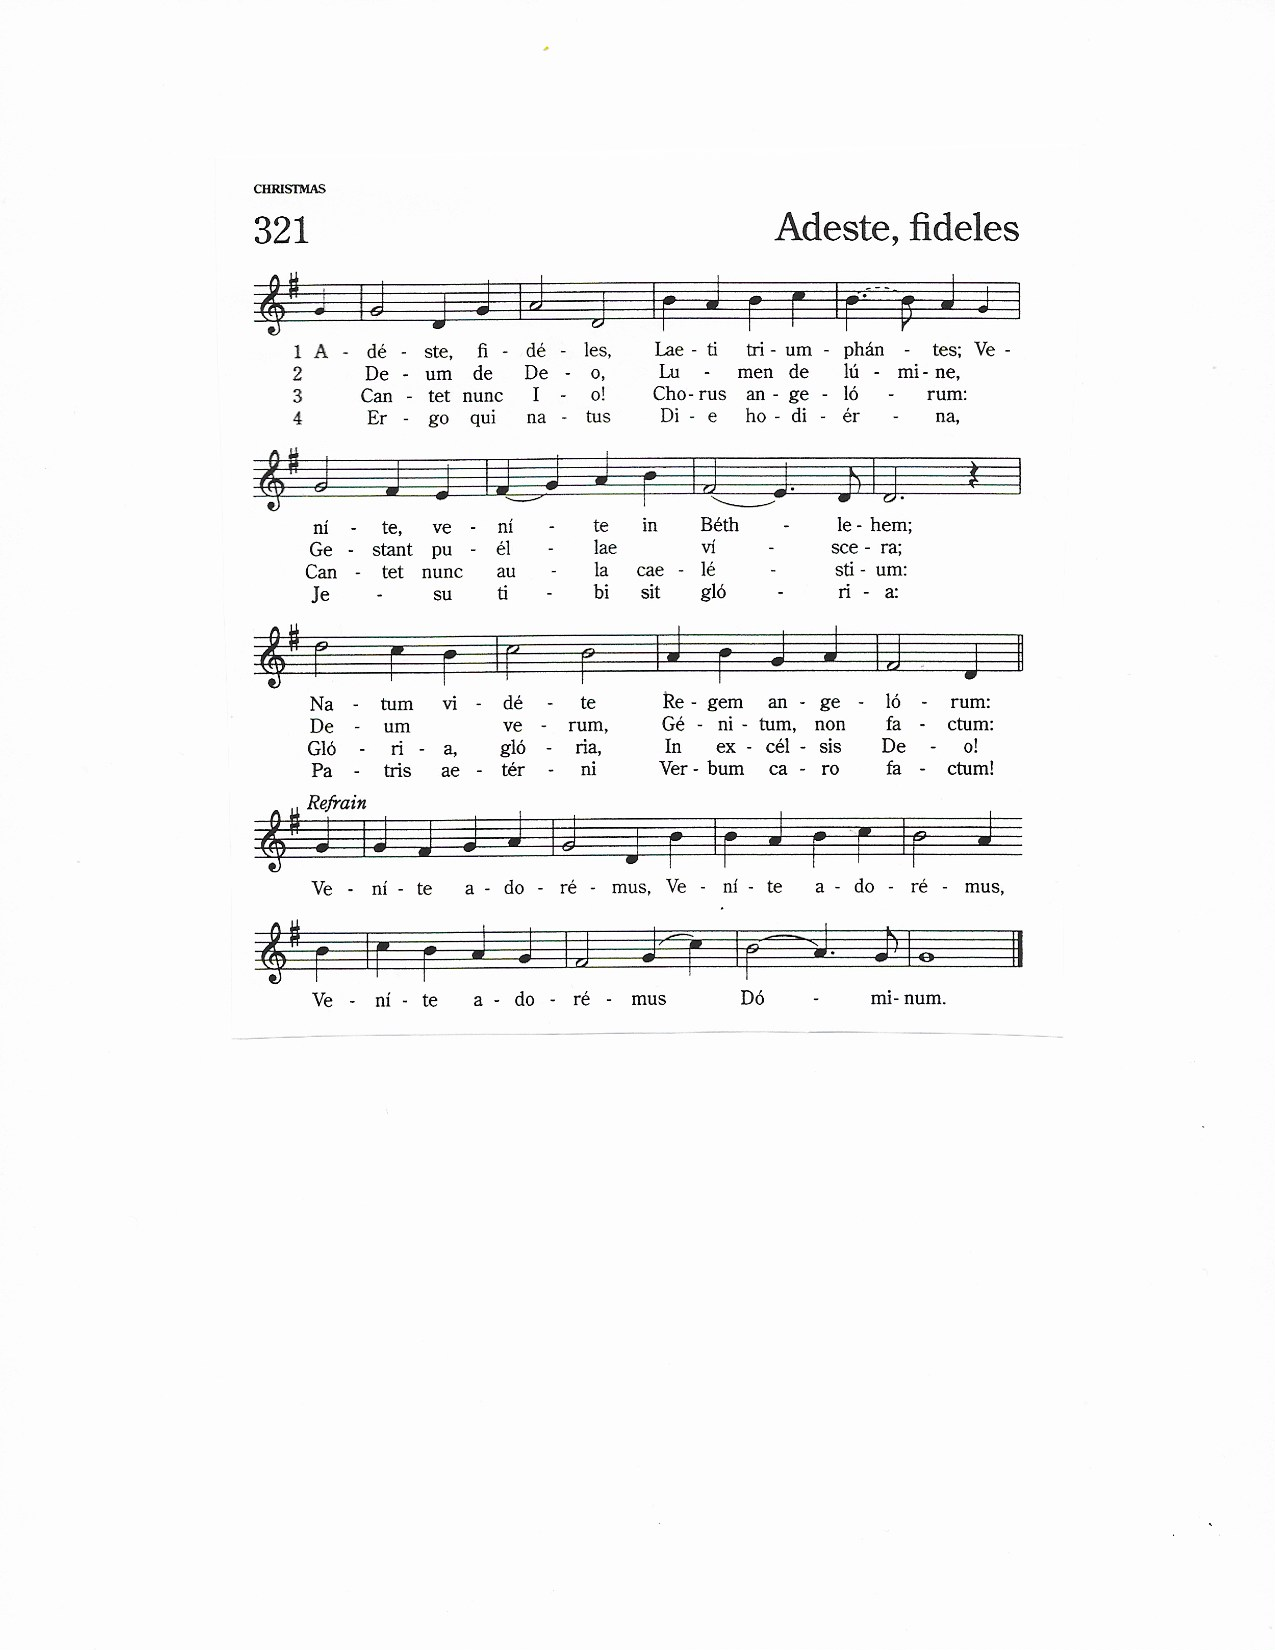 CHRISTMAS
321 Adeste, fideles
1 A - dé - ste, fi - dé - les, Lae - ti tri - um - phán - tes; Ve -
2 De - um de De - o, Lu - men de lú - mi - ne,
3 Can - tet nunc I - o! Cho - rus an - ge - ló - rum:
4 Er - go qui na - tus Di - e ho - di - ér - na,
ní - te, ve - ní - te in Béth - le - hem;
Ge - stant pu - él - lae ví - sce - ra;
Can - tet nunc au - la cae - lé - sti - um:
Je - su ti - bi sit gló - ri - a:
Na - tum vi - dé - te Re - gem an - ge - ló - rum:
De - um ve - rum, Gé - ni - tum, non fa - ctum:
Gló - ri - a, gló - ria, In ex - cél - sis De - o!
Pa - tris ae - tér - ni Ver - bum ca - ro fa - ctum!
Refrain
Ve - ní - te a - do - ré - mus, Ve - ní - te a - do - ré - mus,
Ve - ní - te a - do - ré - mus Dó - mi - num.